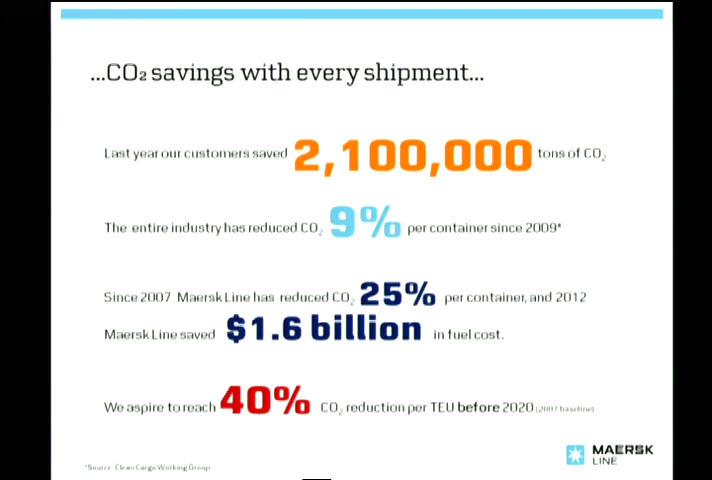 ...CO₂ savings with every shipment...
Last year our customers saved 2,100,000 tons of CO₂
The entire industry has reduced CO₂ 9% per container since 2009*
Since 2007 Maersk Line has reduced CO₂ 25% per container, and 2012
Maersk Line saved $1.6 billion in fuel cost.
We aspire to reach 40% CO₂ reduction per TEU before 2020 (2007 baseline)
MAERSK
LINE
*Source: Clean Cargo Working Group